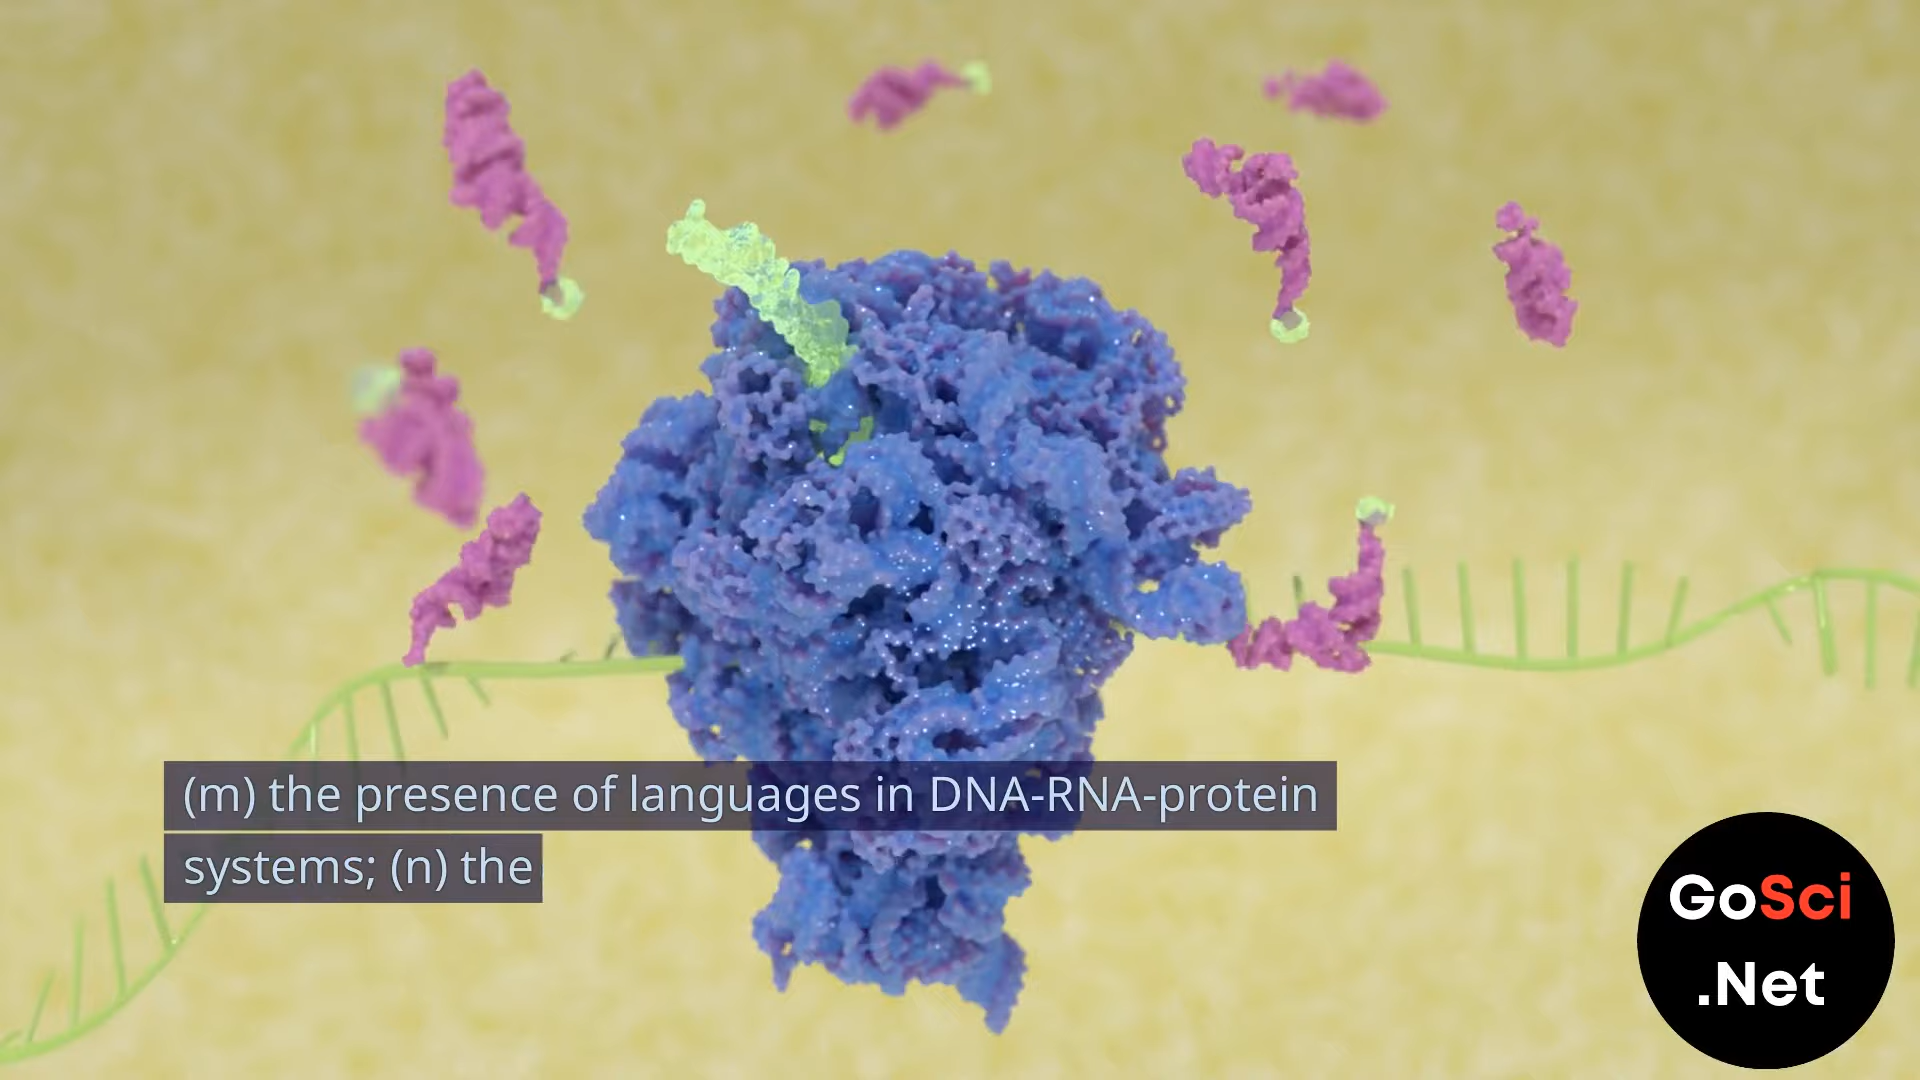 (m) the presence of languages in DNA-RNA-protein
systems; (n) the
GoSci
.Net